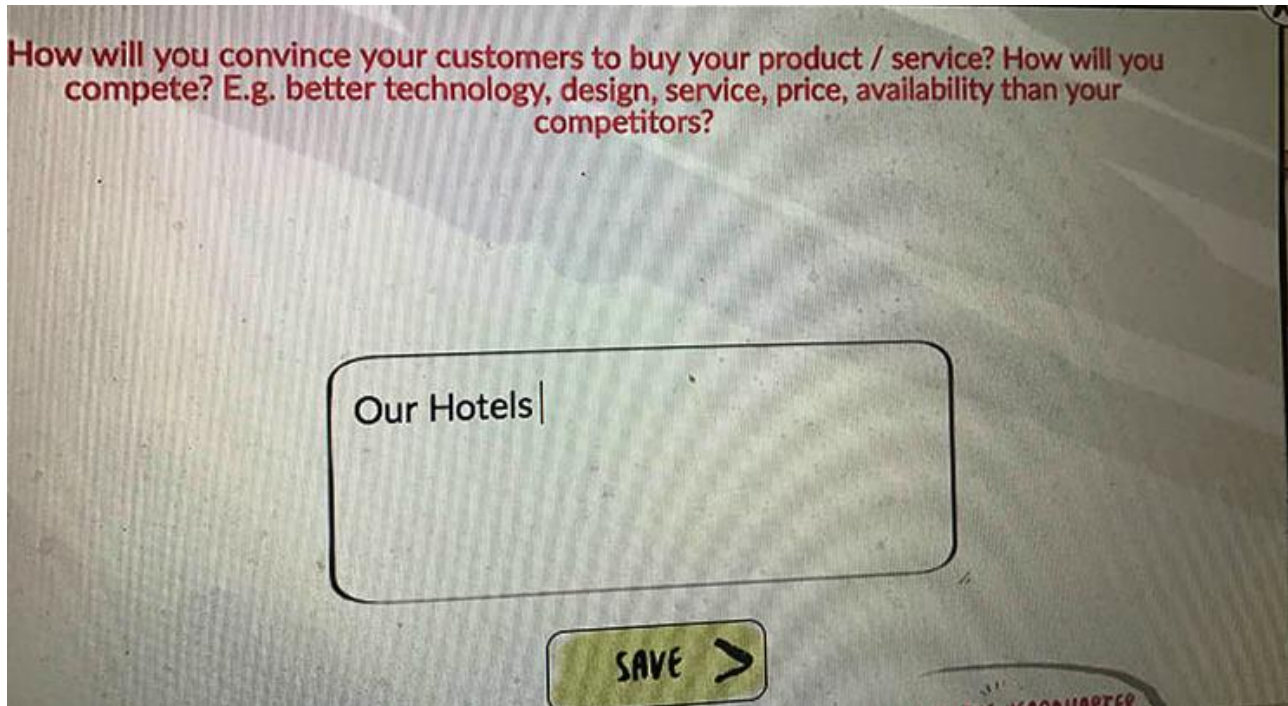 How will you convince your customers to buy your product / service? How will you
compete? E.g. better technology, design, service, price, availability than your
competitors?
Our Hotels
SAVE >